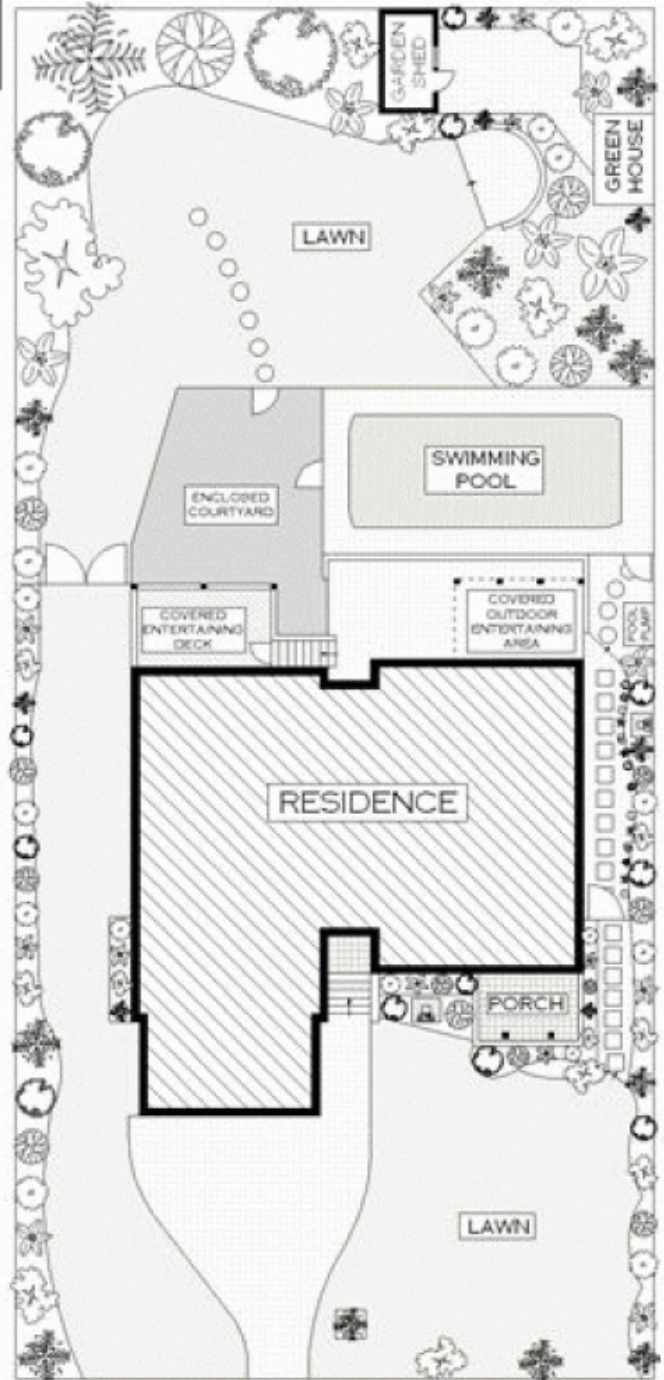 GARDEN
SHED
GREEN
HOUSE
LAWN
SWIMMING
POOL
ENCLOSED
COURTYARD
COVERED
ENTERTAINING
DECK
COVERED
OUTDOOR
ENTERTAINING
AREA
POOL
PUMP
RESIDENCE
PORCH
LAWN